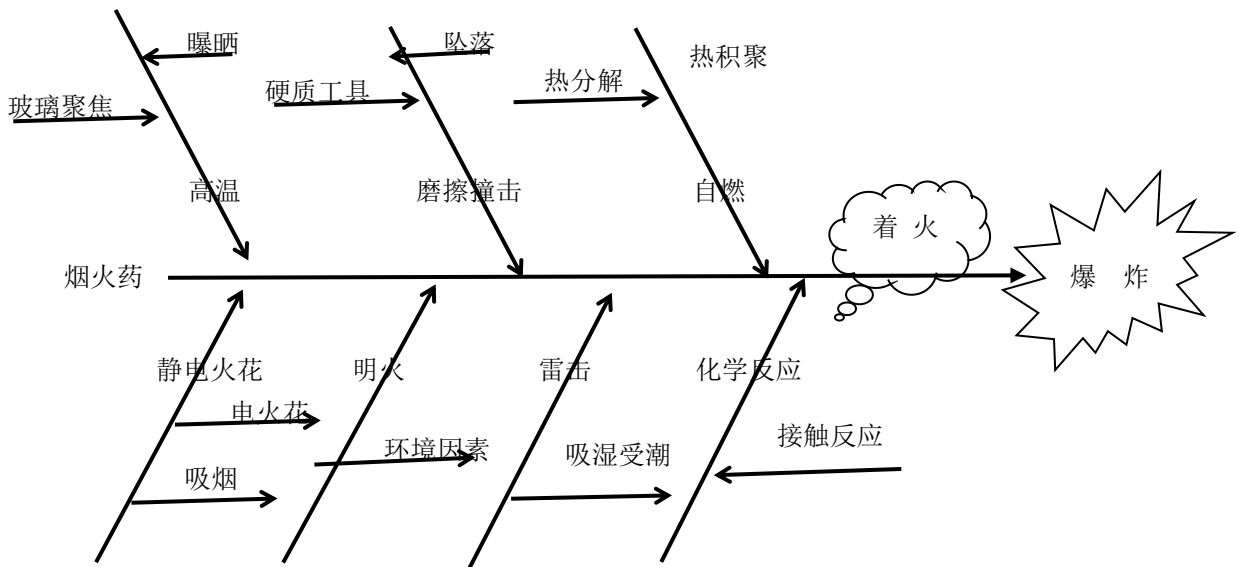 曝晒
坠落
热积聚
热分解
硬质工具
玻璃聚焦
高温
磨擦撞击
自燃
着 火
烟火药
爆 炸
静电火花
明火
雷击
化学反应
电火花
接触反应
环境因素
吸湿受潮
吸烟